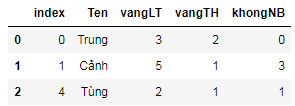 index Ten vangLT vangTH khongNB
0 0 Trung 3 2 0
1 1 Cảnh 5 1 3
2 4 Tùng 2 1 1